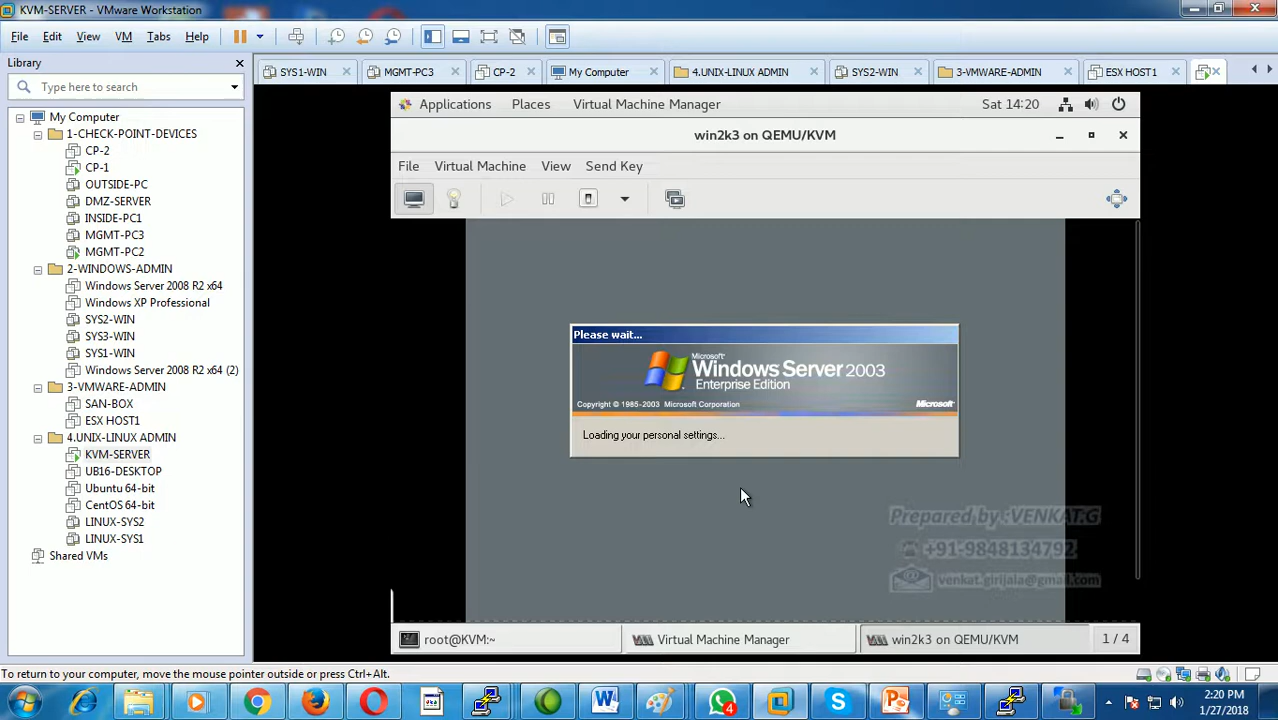 KVM-SERVER - VMware Workstation
File Edit View VM Tabs Help
Library
Type here to search
My Computer
1-CHECK-POINT-DEVICES
CP-2
CP-1
OUTSIDE-PC
DMZ-SERVER
INSIDE-PC1
MGMT-PC3
MGMT-PC2
2-WINDOWS-ADMIN
Windows Server 2008 R2 x64
Windows XP Professional
SYS2-WIN
SYS3-WIN
SYS1-WIN
Windows Server 2008 R2 x64 (2)
3-VMWARE-ADMIN
SAN-BOX
ESX HOST1
4.UNIX-LINUX ADMIN
KVM-SERVER
UB16-DESKTOP
Ubuntu 64-bit
CentOS 64-bit
LINUX-SYS2
LINUX-SYS1
Shared VMs
SYS1-WIN MGMT-PC3 CP-2 My Computer 4.UNIX-LINUX ADMIN SYS2-WIN 3-VMWARE-ADMIN ESX HOST1
Applications Places Virtual Machine Manager Sat 14:20
win2k3 on QEMU/KVM
File Virtual Machine View Send Key
Please wait...
Microsoft
Windows Server 2003
Enterprise Edition
Copyright © 1985-2003 Microsoft Corporation Microsoft
Loading your personal settings...
Prepared by :VENKAT.G
+91-9848134792
venkat.girijala@gmail.com
root@KVM:~ Virtual Machine Manager win2k3 on QEMU/KVM 1 / 4
To return to your computer, move the mouse pointer outside or press Ctrl+Alt.
4
2:20 PM
1/27/2018